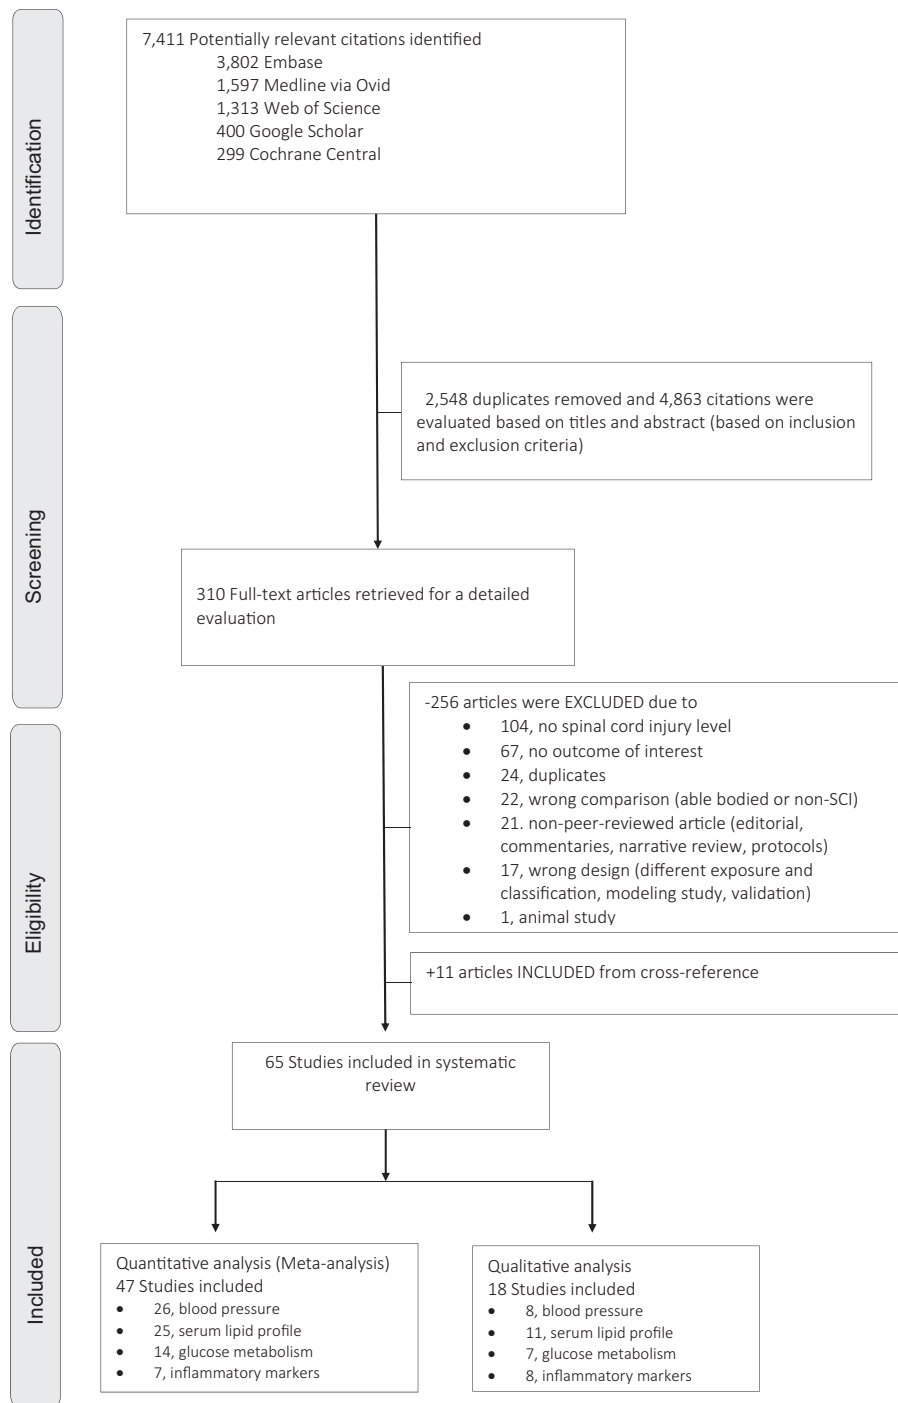 Identification
7,411 Potentially relevant citations identified
3,802 Embase
1,597 Medline via Ovid
1,313 Web of Science
400 Google Scholar
299 Cochrane Central
Screening
2,548 duplicates removed and 4,863 citations were
evaluated based on titles and abstract (based on inclusion
and exclusion criteria)
310 Full-text articles retrieved for a detailed
evaluation
Eligibility
-256 articles were EXCLUDED due to
• 104, no spinal cord injury level
• 67, no outcome of interest
• 24, duplicates
• 22, wrong comparison (able bodied or non-SCI)
• 21. non-peer-reviewed article (editorial,
commentaries, narrative review, protocols)
• 17, wrong design (different exposure and
classification, modeling study, validation)
• 1, animal study
+11 articles INCLUDED from cross-reference
Included
65 Studies included in systematic
review
Quantitative analysis (Meta-analysis)
47 Studies included
• 26, blood pressure
• 25, serum lipid profile
• 14, glucose metabolism
• 7, inflammatory markers
Qualitative analysis
18 Studies included
• 8, blood pressure
• 11, serum lipid profile
• 7, glucose metabolism
• 8, inflammatory markers